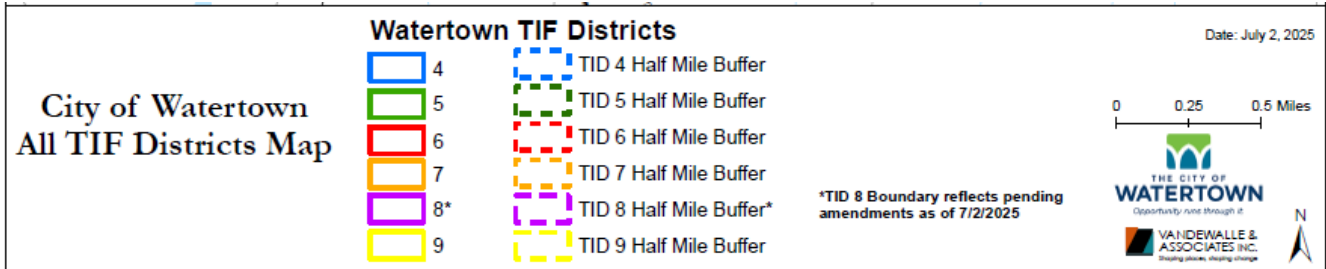 City of Watertown
All TIF Districts Map
Watertown TIF Districts
4
5
6
7
8*
9
TID 4 Half Mile Buffer
TID 5 Half Mile Buffer
TID 6 Half Mile Buffer
TID 7 Half Mile Buffer
TID 8 Half Mile Buffer*
TID 9 Half Mile Buffer
*TID 8 Boundary reflects pending
amendments as of 7/2/2025
Date: July 2, 2025
0 0.25 0.5 Miles
THE CITY OF
WATERTOWN
Opportunity runs through it
VANDEWALLE &
ASSOCIATES INC.
Shaping places, shaping change
N